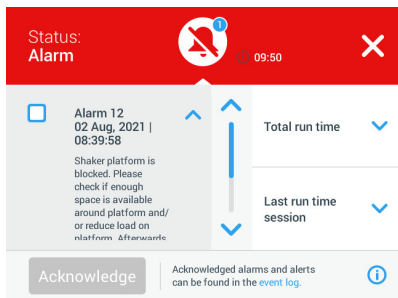 Status:
Alarm
1
09:50
Alarm 12
02 Aug, 2021 |
08:39:58
Shaker platform is
blocked. Please
check if enough
space is available
around platform and/
or reduce load on
platform. Afterwards
Total run time
Last run time
session
Acknowledge
Acknowledged alarms and alerts
can be found in the event log.